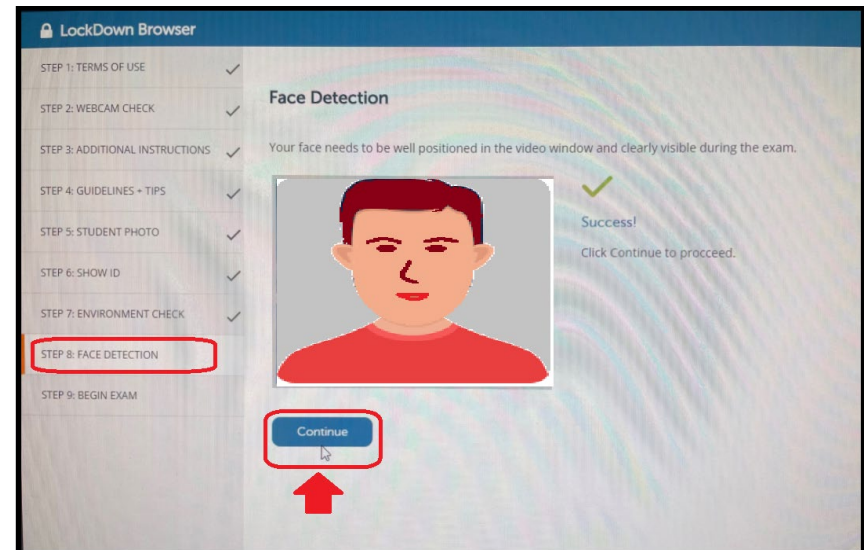 LockDown Browser
STEP 1: TERMS OF USE
STEP 2: WEBCAM CHECK
STEP 3: ADDITIONAL INSTRUCTIONS
STEP 4: GUIDELINES + TIPS
STEP 5: STUDENT PHOTO
STEP 6: SHOW ID
STEP 7: ENVIRONMENT CHECK
STEP 8: FACE DETECTION
STEP 9: BEGIN EXAM
Face Detection
Your face needs to be well positioned in the video window and clearly visible during the exam.
Success!
Click Continue to procceed.
Continue